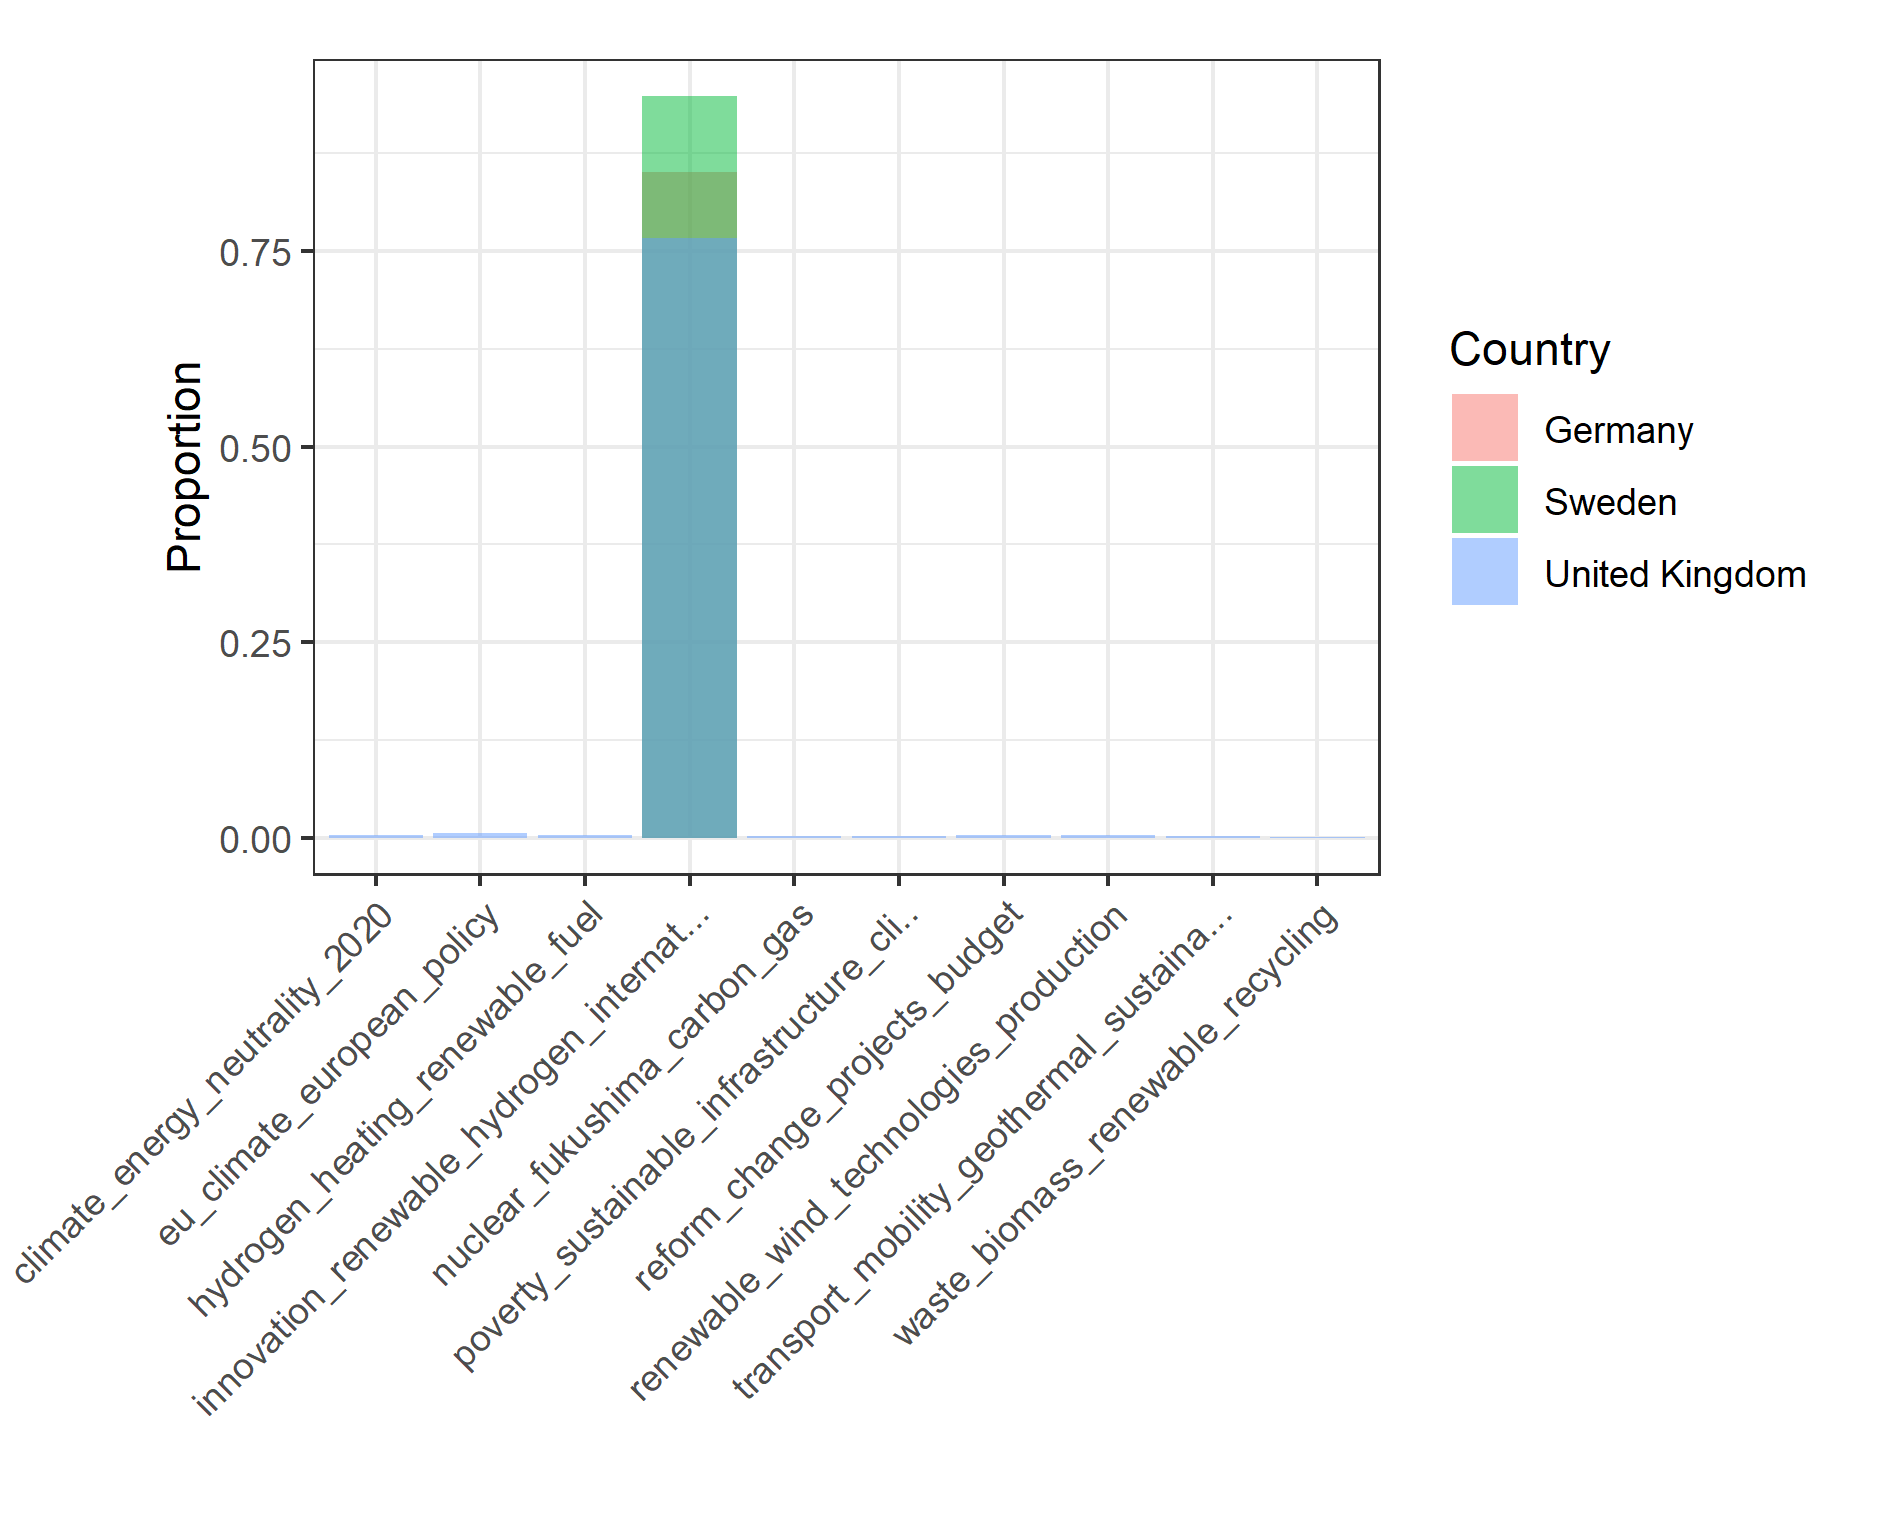 Proportion
0.75
0.50
0.25
0.00
climate_energy_neutrality_2020
eu_climate_european_policy
hydrogen_heating_renewable_fuel
innovation_renewable_hydrogen_internat...
nuclear_fukushima_carbon_gas
poverty_sustainable_infrastructure_cli..
reform_change_projects_budget
renewable_wind_technologies_production
transport_mobility_geothermal_sustaina...
waste_biomass_renewable_recycling
Country
Germany
Sweden
United Kingdom